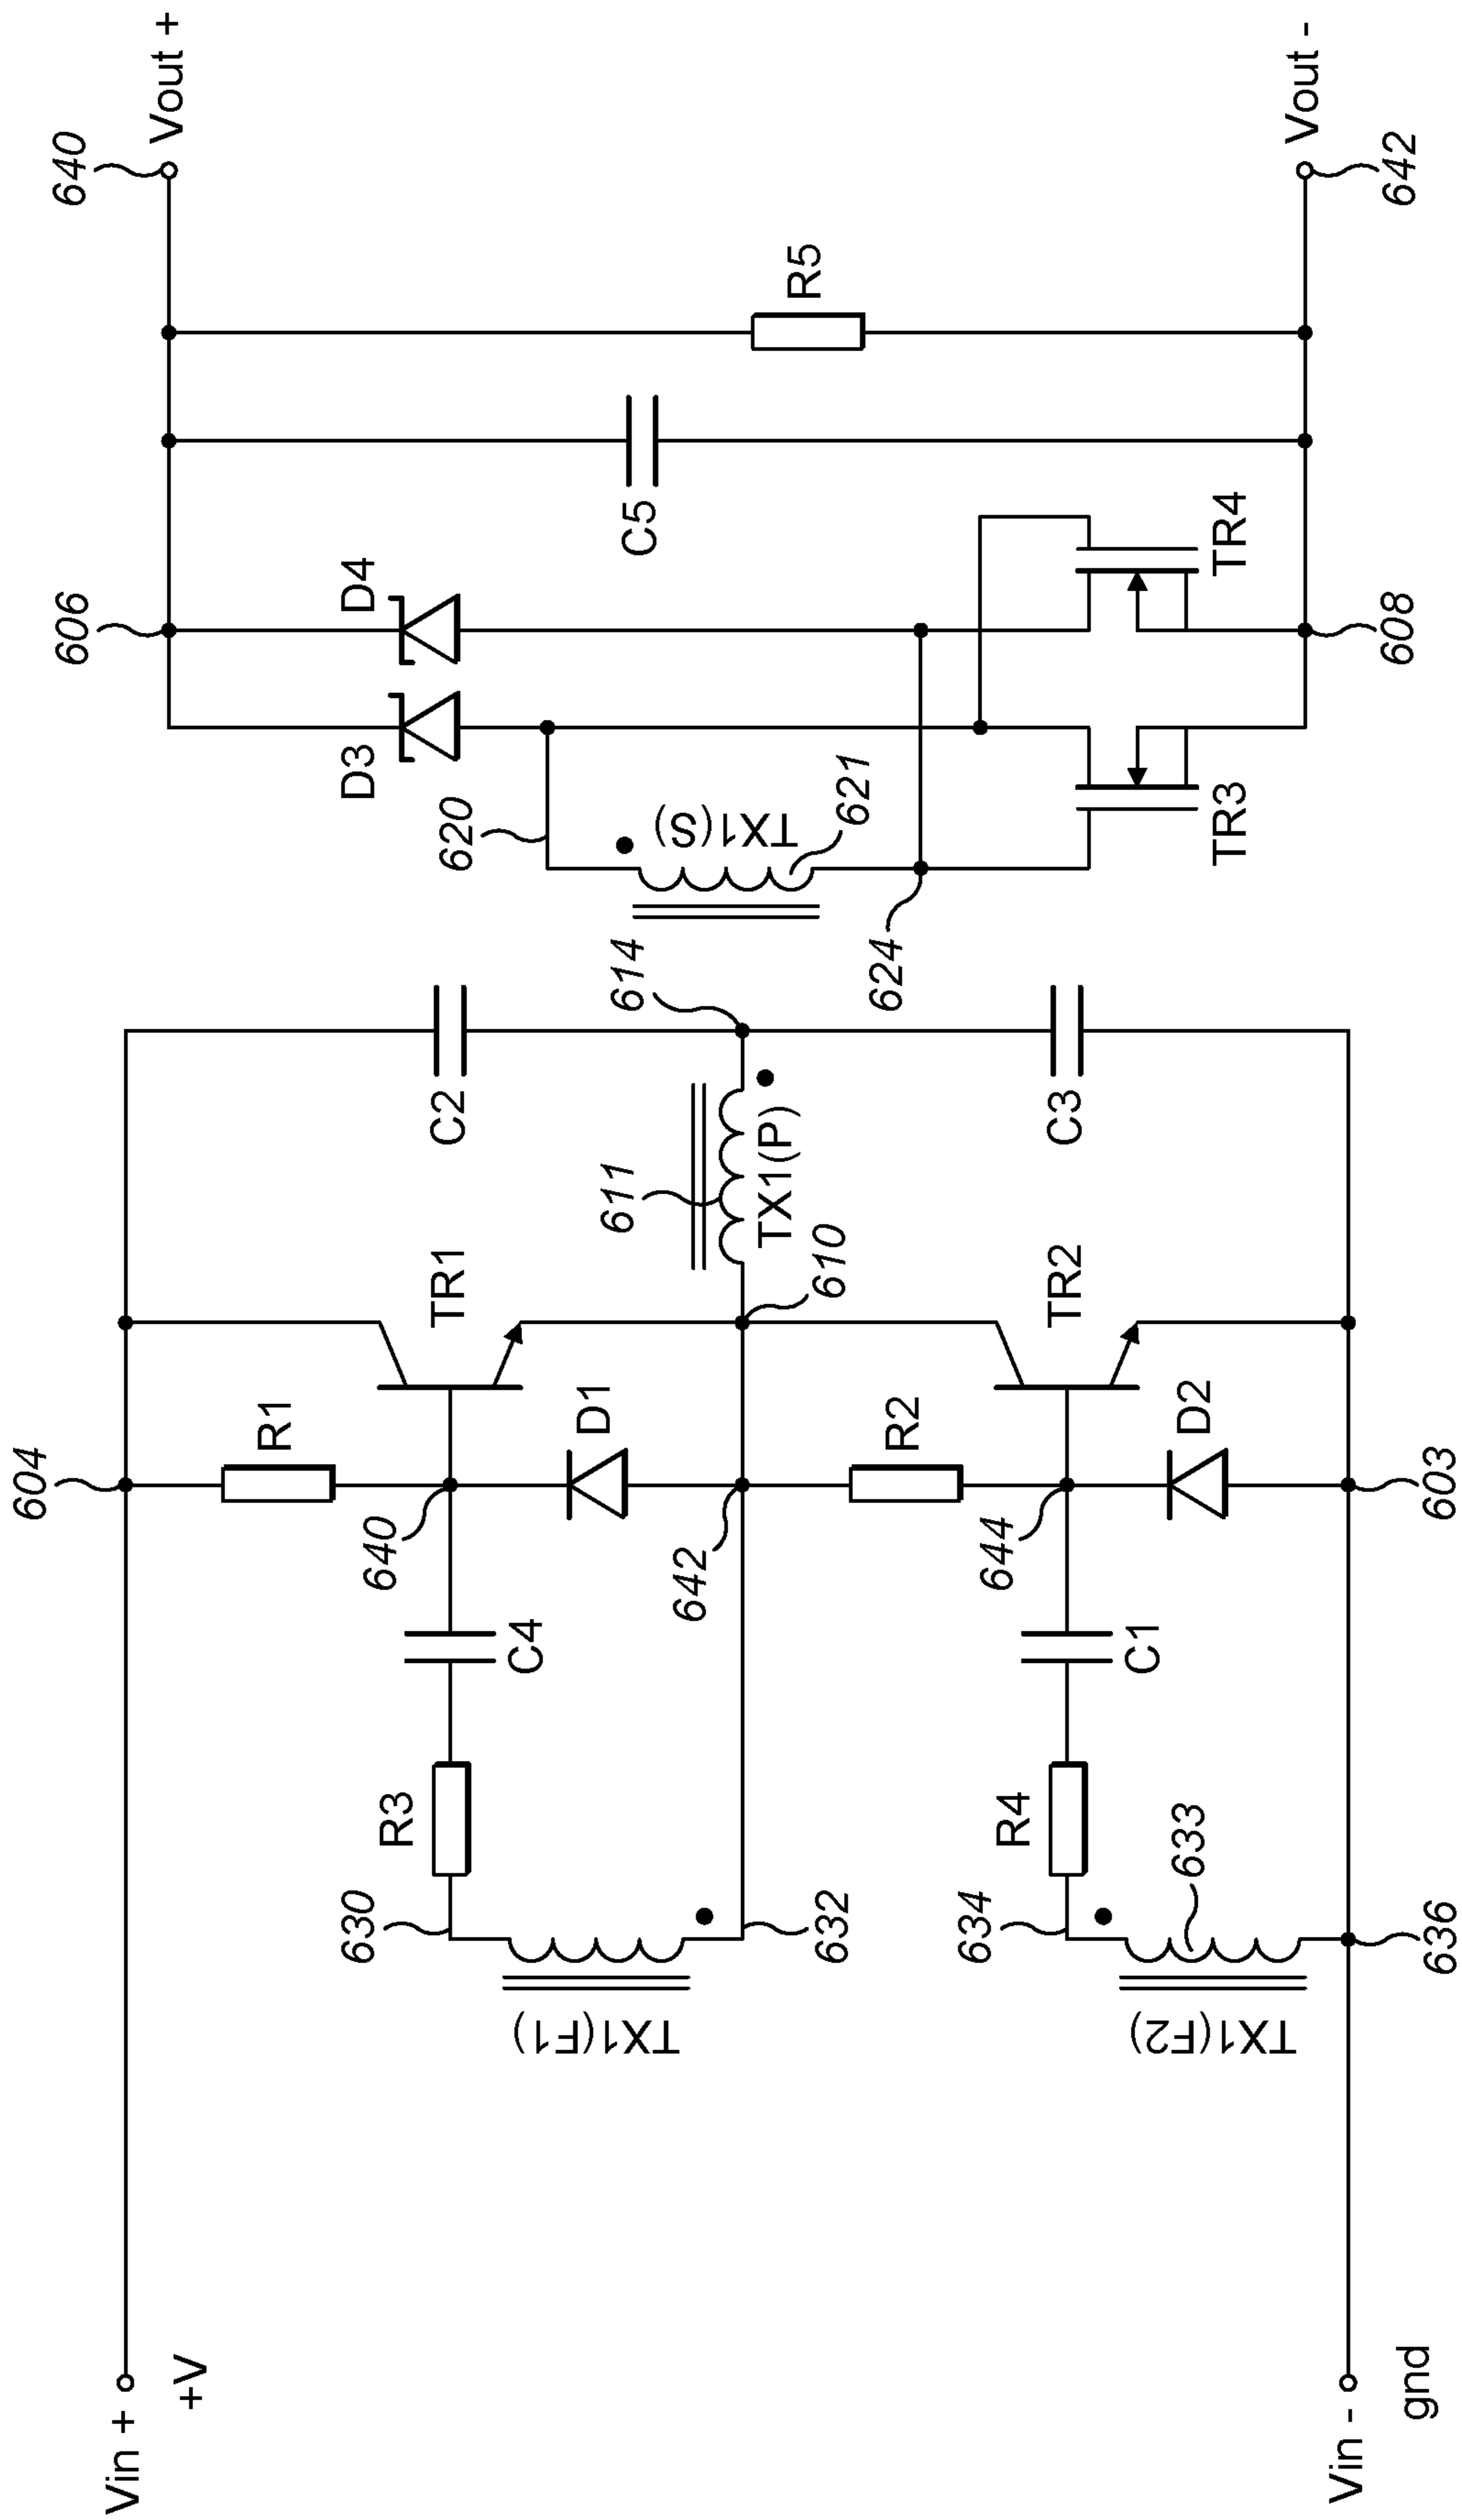 Vin +
+V
Vin -
gnd
604
603
630
632
634
636
633
TX1(F1)
TX1(F2)
R3
R4
C4
C1
640
642
644
R1
D1
R2
D2
TR1
TR2
610
611
TX1(P)
614
C2
C3
620
624
621
TX1(S)
D3
D4
TR3
TR4
606
608
C5
R5
640
642
Vout +
Vout -